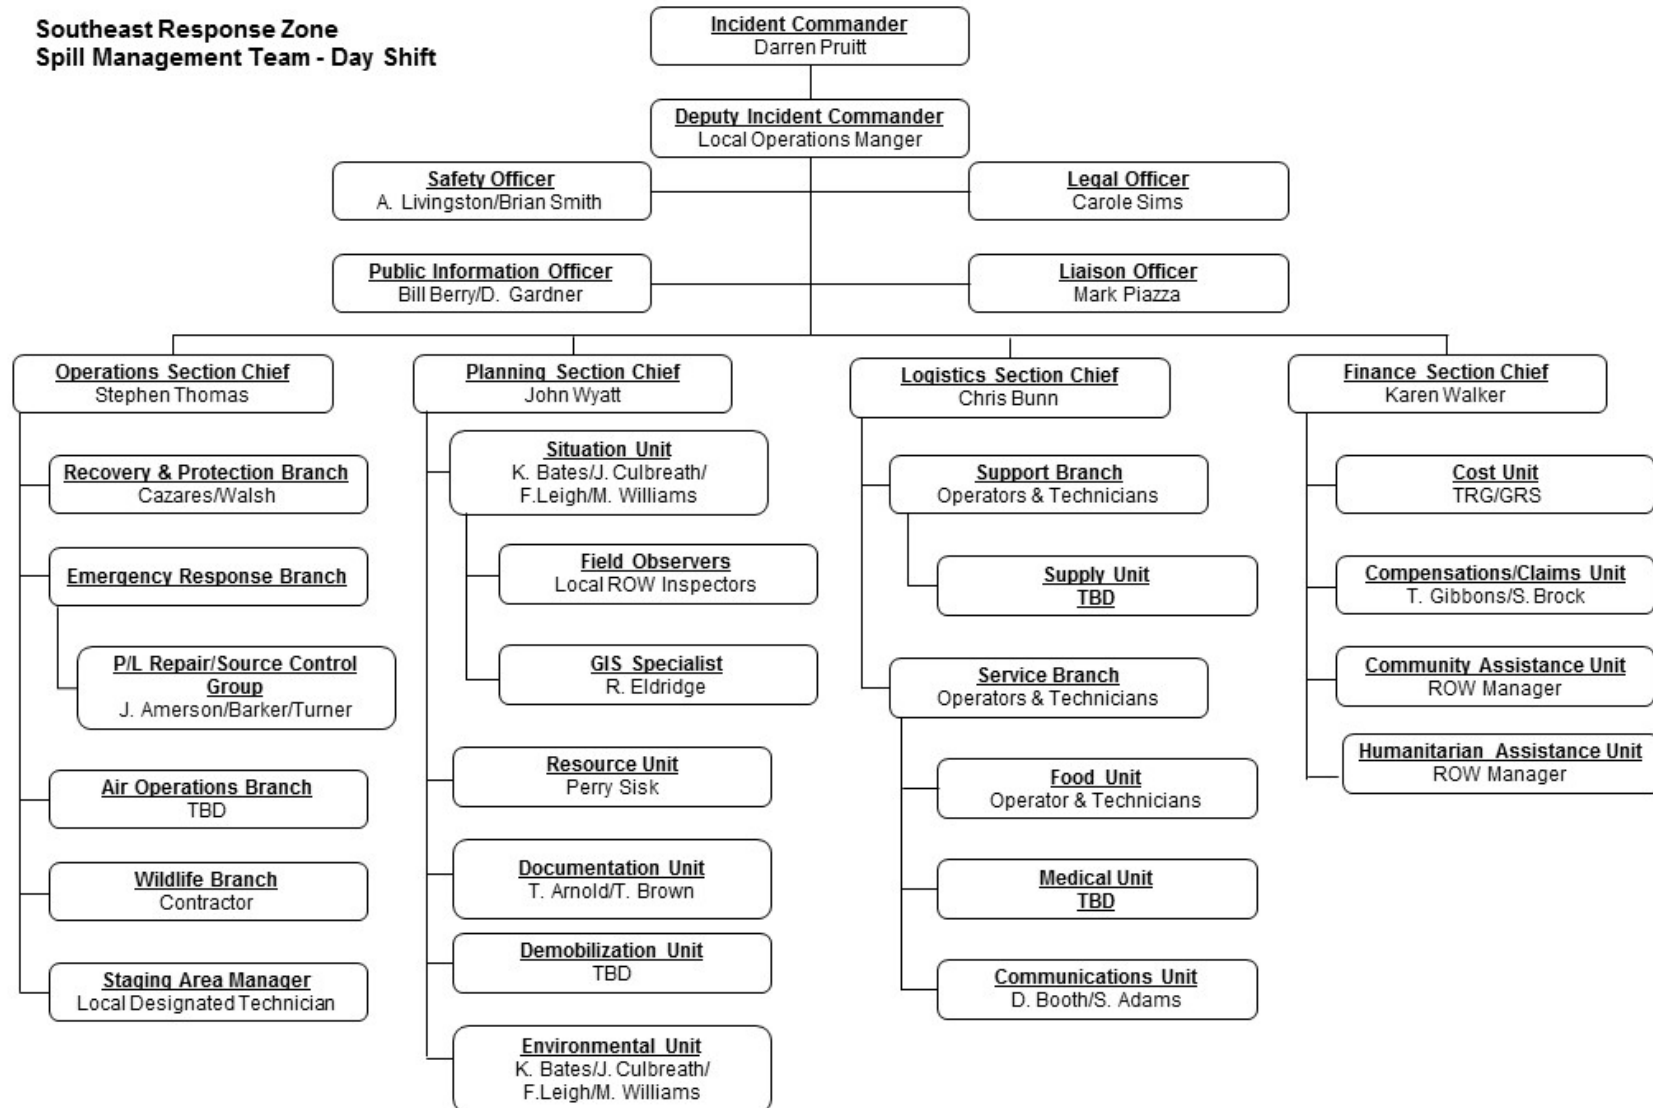 Southeast Response Zone
Spill Management Team - Day Shift
Incident Commander
Darren Pruitt
Deputy Incident Commander
Local Operations Manger
Safety Officer
A. Livingston/Brian Smith
Legal Officer
Carole Sims
Public Information Officer
Bill Berry/D. Gardner
Liaison Officer
Mark Piazza
Operations Section Chief
Stephen Thomas
Recovery & Protection Branch
Cazares/Walsh
Emergency Response Branch
P/L Repair/Source Control
Group
J. Amerson/Barker/Turner
Air Operations Branch
TBD
Wildlife Branch
Contractor
Staging Area Manager
Local Designated Technician
Planning Section Chief
John Wyatt
Situation Unit
K. Bates/J. Culbreath/
F.Leigh/M. Williams
Field Observers
Local ROW Inspectors
GIS Specialist
R. Eldridge
Resource Unit
Perry Sisk
Documentation Unit
T. Arnold/T. Brown
Demobilization Unit
TBD
Environmental Unit
K. Bates/J. Culbreath/
F.Leigh/M. Williams
Logistics Section Chief
Chris Bunn
Support Branch
Operators & Technicians
Supply Unit
TBD
Service Branch
Operators & Technicians
Food Unit
Operator & Technicians
Medical Unit
TBD
Communications Unit
D. Booth/S. Adams
Finance Section Chief
Karen Walker
Cost Unit
TRG/GRS
Compensations/Claims Unit
T. Gibbons/S. Brock
Community Assistance Unit
ROW Manager
Humanitarian Assistance Unit
ROW Manager